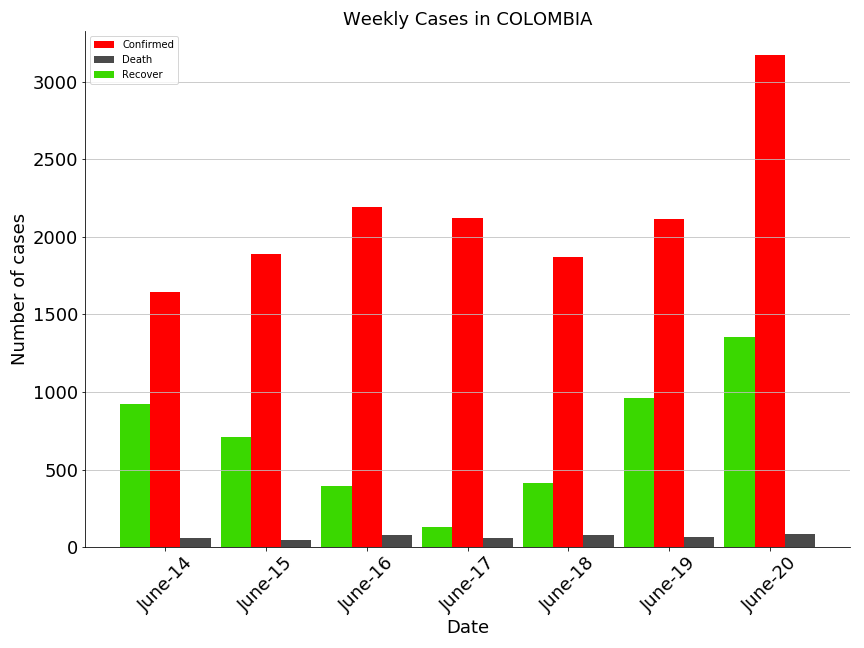 Weekly Cases in COLOMBIA
Confirmed
Death
Recover
Number of cases
3000
2500
2000
1500
1000
500
0
June-14
June-15
June-16
June-17
June-18
June-19
June-20
Date